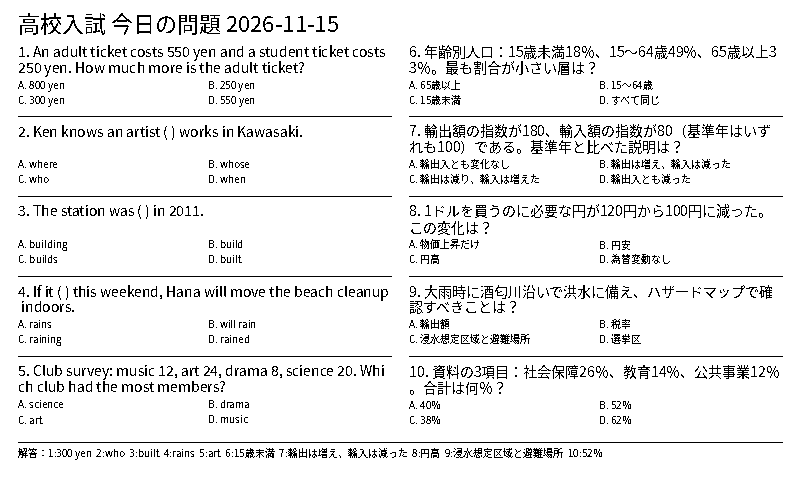 高校入試 今日の問題 2026-11-15
1. An adult ticket costs 550 yen and a student ticket costs
250 yen. How much more is the adult ticket?
A. 800 yen
B. 250 yen
C. 300 yen
D. 550 yen
2. Ken knows an artist ( ) works in Kawasaki.
A. where
B. whose
C. who
D. when
3. The station was ( ) in 2011.
A. building
B. build
C. builds
D. built
4. If it ( ) this weekend, Hana will move the beach cleanup
indoors.
A. rains
B. will rain
C. raining
D. rained
5. Club survey: music 12, art 24, drama 8, science 20. Whi
ch club had the most members?
A. science
B. drama
C. art
D. music
6. 年齢別人口：15歳未満18%、15～64歳49%、65歳以上3
3%。最も割合が小さい層は？
A. 65歳以上
B. 15～64歳
C. 15歳未満
D. すべて同じ
7. 輸出額の指数が180、輸入額の指数が80（基準年はいず
れも100）である。基準年と比べた説明は？
A. 輸出入とも変化なし
B. 輸出は増え、輸入は減った
C. 輸出は減り、輸入は増えた
D. 輸出入とも減った
8. 1ドルを買うのに必要な円が120円から100円に減った。
この変化は？
A. 物価上昇だけ
B. 円安
C. 円高
D. 為替変動なし
9. 大雨時に酒匂川沿いで洪水に備え、ハザードマップで確
認すべきことは？
A. 輸出額
B. 税率
C. 浸水想定区域と避難場所
D. 選挙区
10. 資料の3項目：社会保障26%、教育14%、公共事業12%
。合計は何%？
A. 40%
B. 52%
C. 38%
D. 62%
解答：1:300 yen 2:who 3:built 4:rains 5:art 6:15歳未満 7:輸出は増え、輸入は減った 8:円高 9:浸水想定区域と避難場所 10:52%